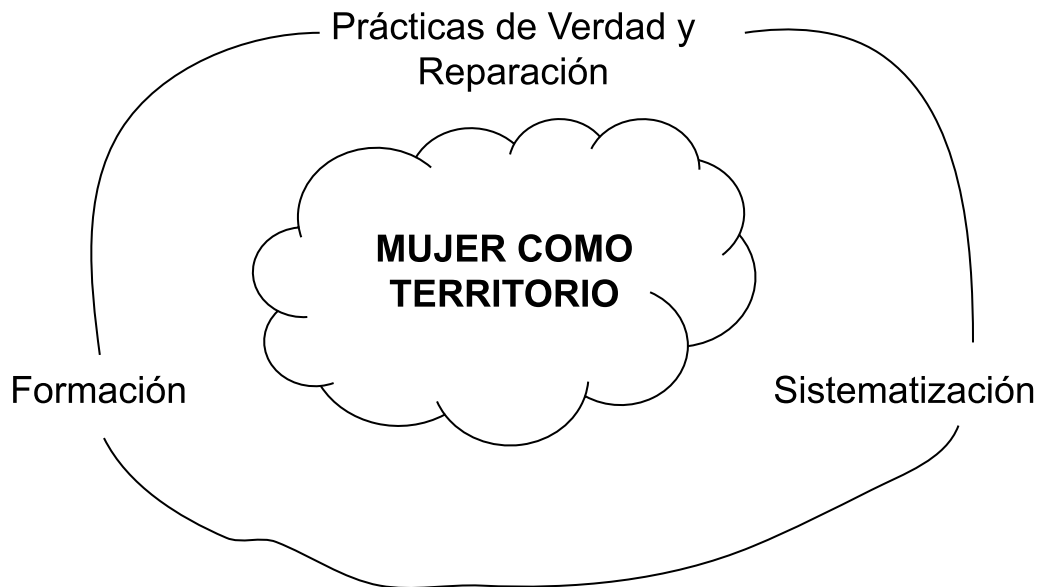 Prácticas de Verdad y
Reparación
MUJER COMO
TERRITORIO
Formación
Sistematización